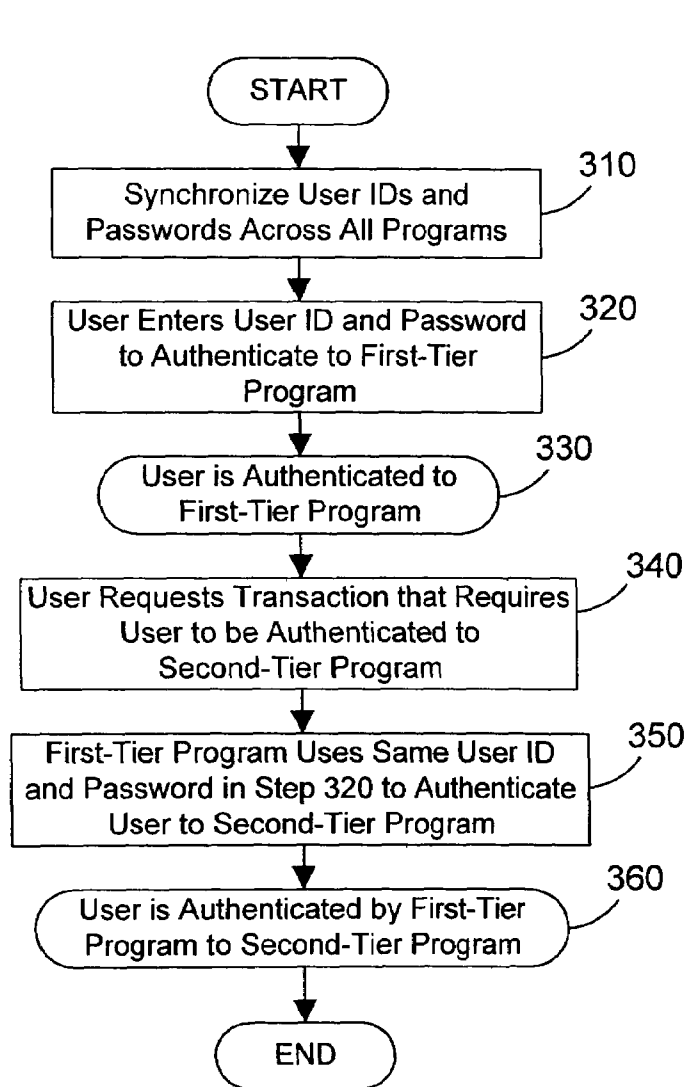 START
310
Synchronize User IDs and
Passwords Across All Programs
320
User Enters User ID and Password
to Authenticate to First-Tier
Program
330
User is Authenticated to
First-Tier Program
340
User Requests Transaction that Requires
User to be Authenticated to
Second-Tier Program
350
First-Tier Program Uses Same User ID
and Password in Step 320 to Authenticate
User to Second-Tier Program
360
User is Authenticated by First-Tier
Program to Second-Tier Program
END